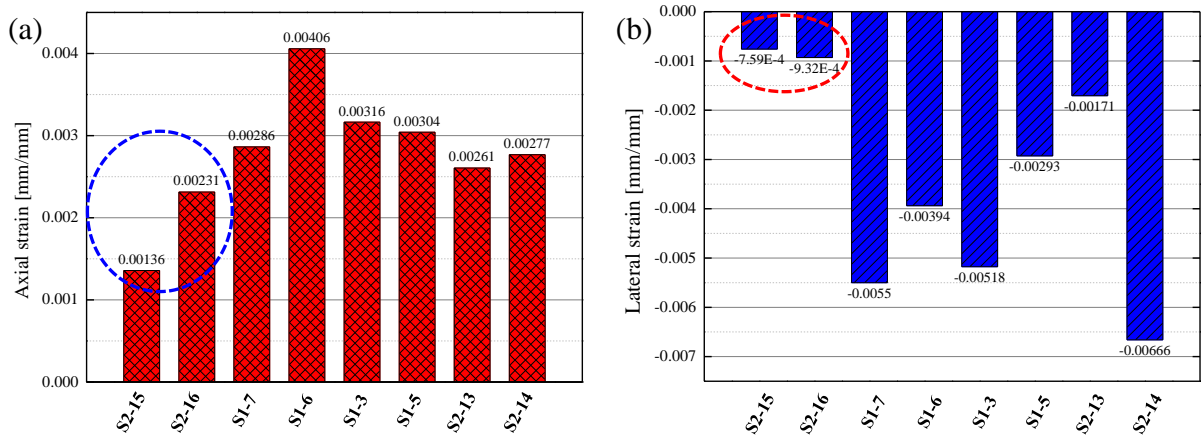 (a)
Axial strain [mm/mm]
0.004
0.003
0.002
0.001
0.000
0.00136
0.00231
0.00286
0.00406
0.00316
0.00304
0.00261
0.00277
S2-15
S2-16
S1-7
S1-6
S1-3
S1-5
S2-13
S2-14
(b)
Lateral strain [mm/mm]
0.000
-0.001
-0.002
-0.003
-0.004
-0.005
-0.006
-0.007
-7.59E-4
-9.32E-4
-0.0055
-0.00394
-0.00518
-0.00293
-0.00171
-0.00666
S2-15
S2-16
S1-7
S1-6
S1-3
S1-5
S2-13
S2-14